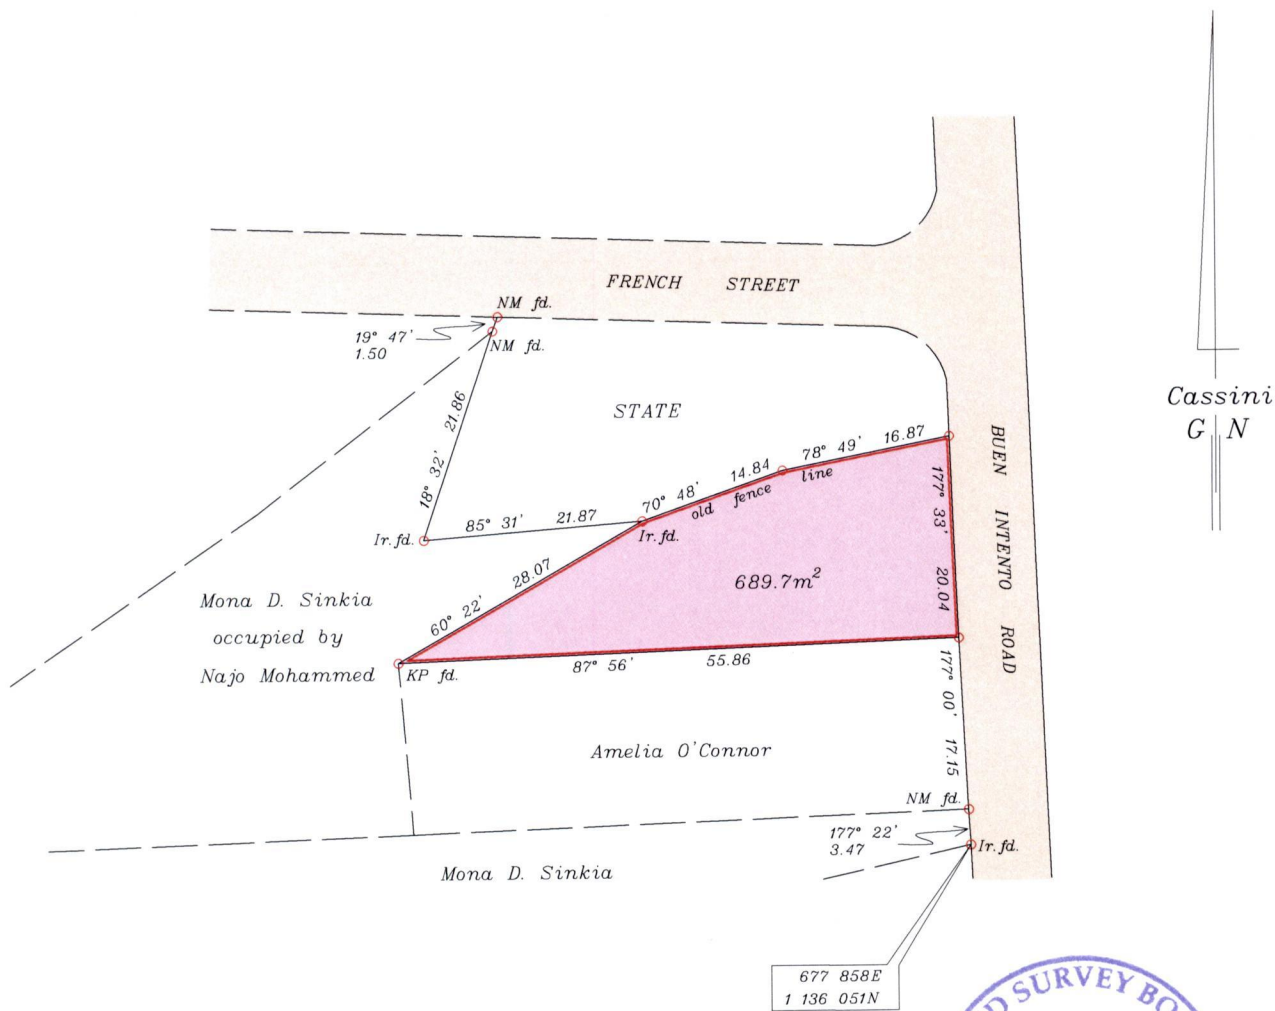 Cassini
G N
FRENCH STREET
NM fd.
19° 47'
1.50
NM fd.
STATE
18° 32' 21.86
78° 49' 16.87
line
70° 48' 14.84
old fence
BUEN INTENTO ROAD
177° 33' 20.04
85° 31' 21.87
Ir. fd.
Ir. fd.
60° 22' 28.07
689.7m²
Mona D. Sinkia
occupied by
Najo Mohammed
KP fd.
87° 56' 55.86
177° 00' 17.15
Amelia O'Connor
NM fd.
177° 22'
3.47
Ir. fd.
Mona D. Sinkia
677 858E
1 136 051N
D SURVEY BO